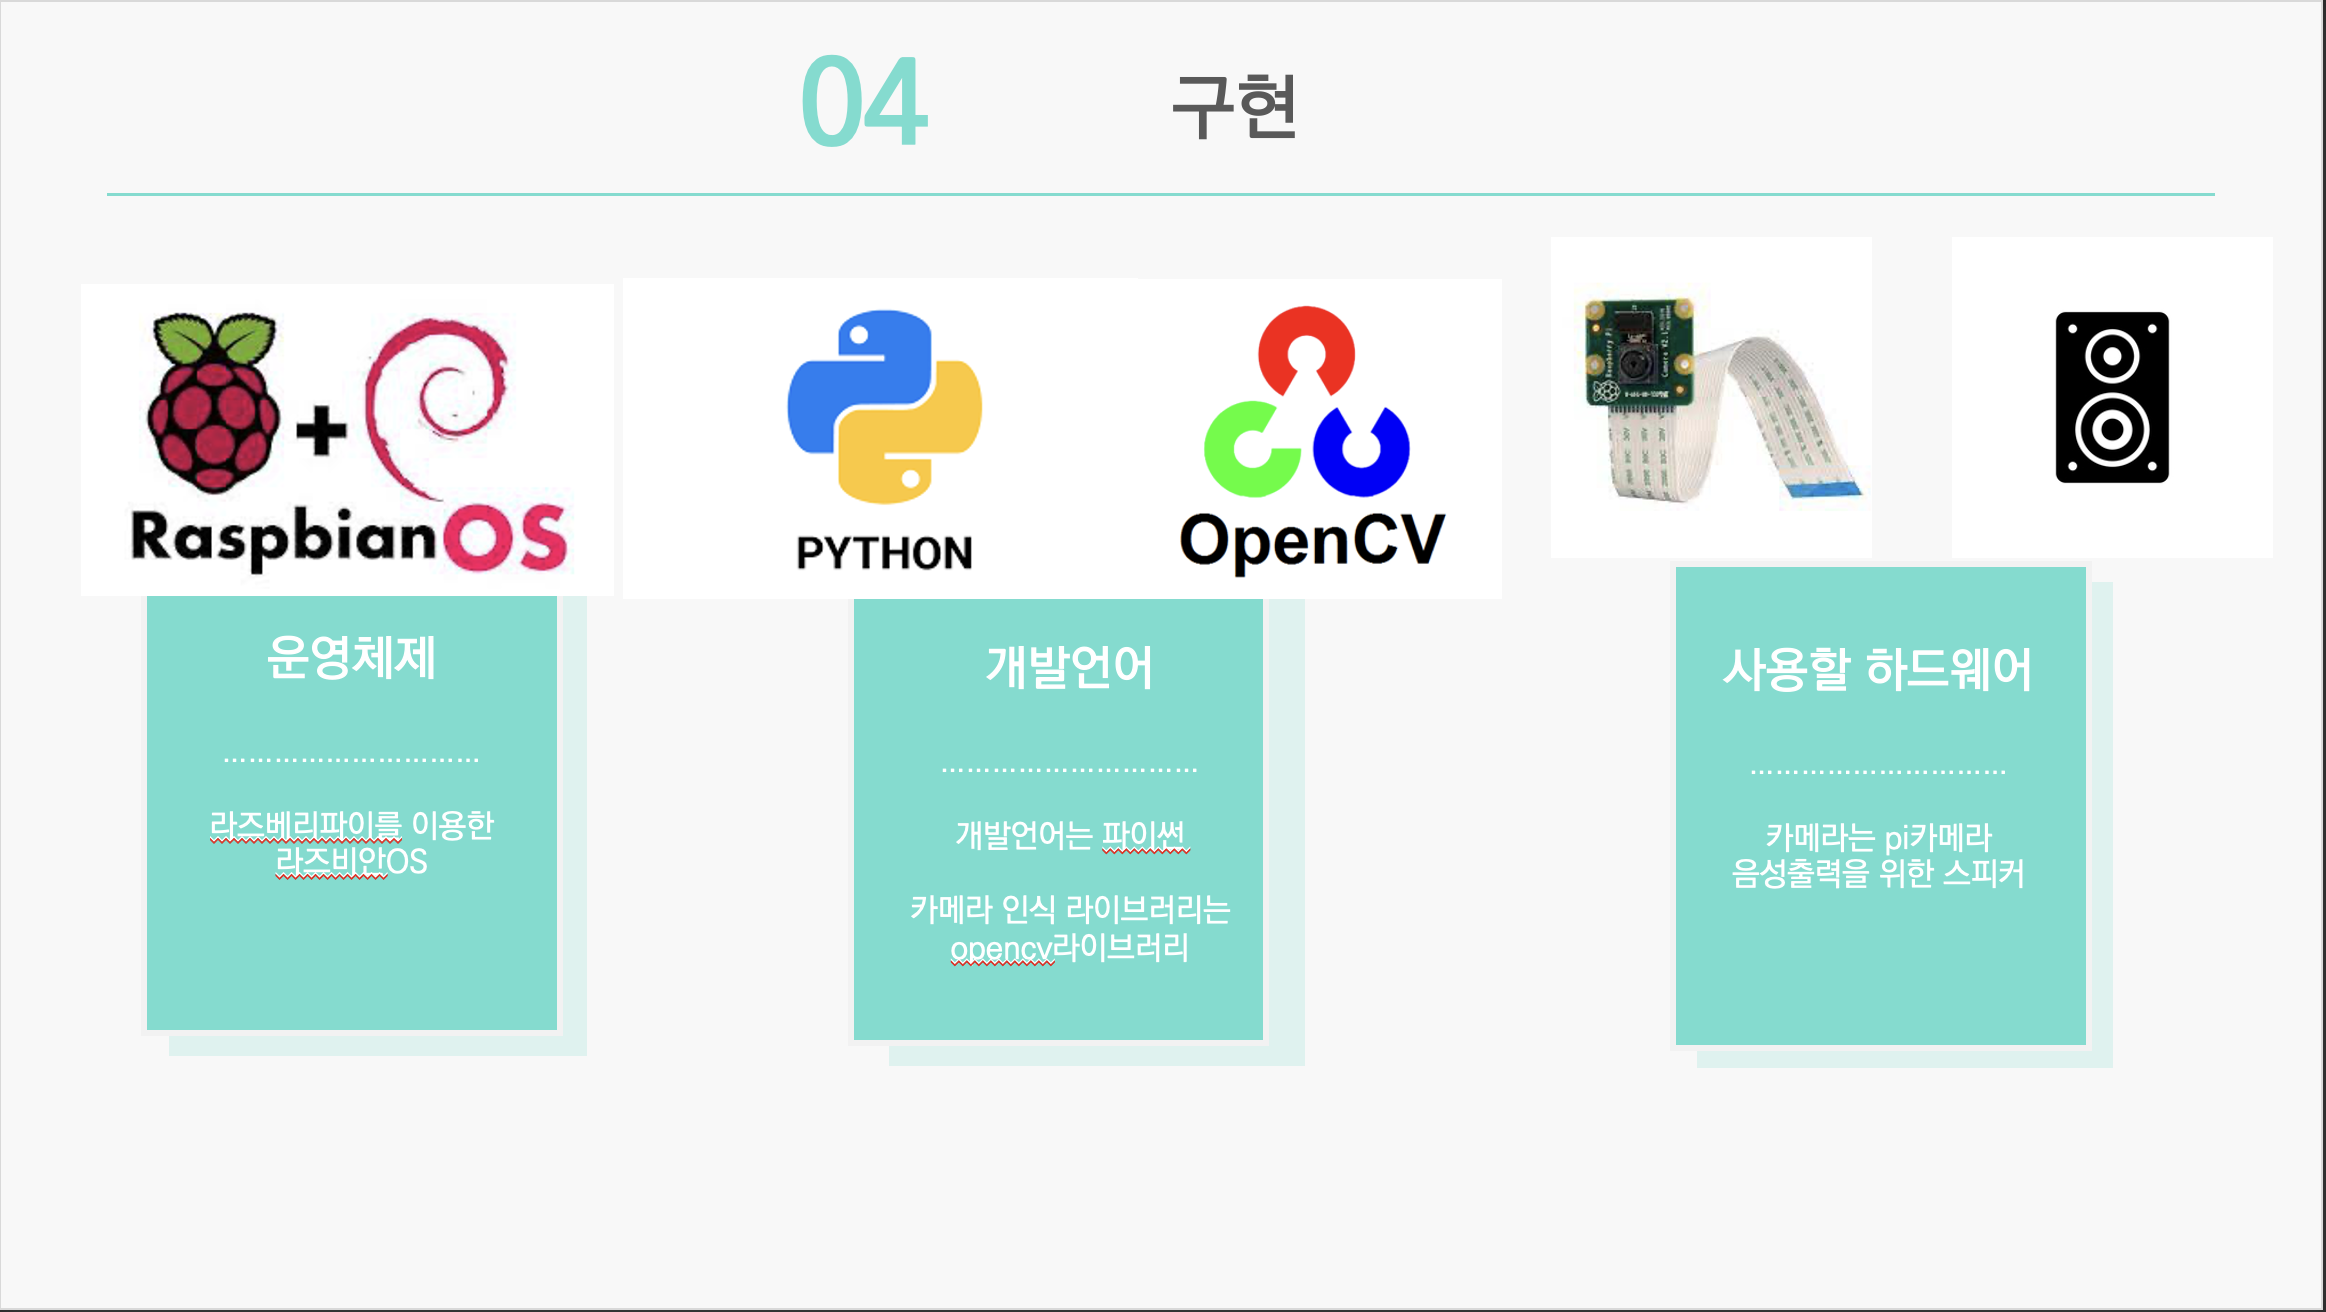 04 구현
RaspbianOS
PYTHON
OpenCV
운영체제
라즈베리파이를 이용한
라즈비안OS
개발언어
개발언어는 파이썬
카메라 인식 라이브러리는
opencv라이브러리
사용할 하드웨어
카메라는 pi카메라
음성출력을 위한 스피커